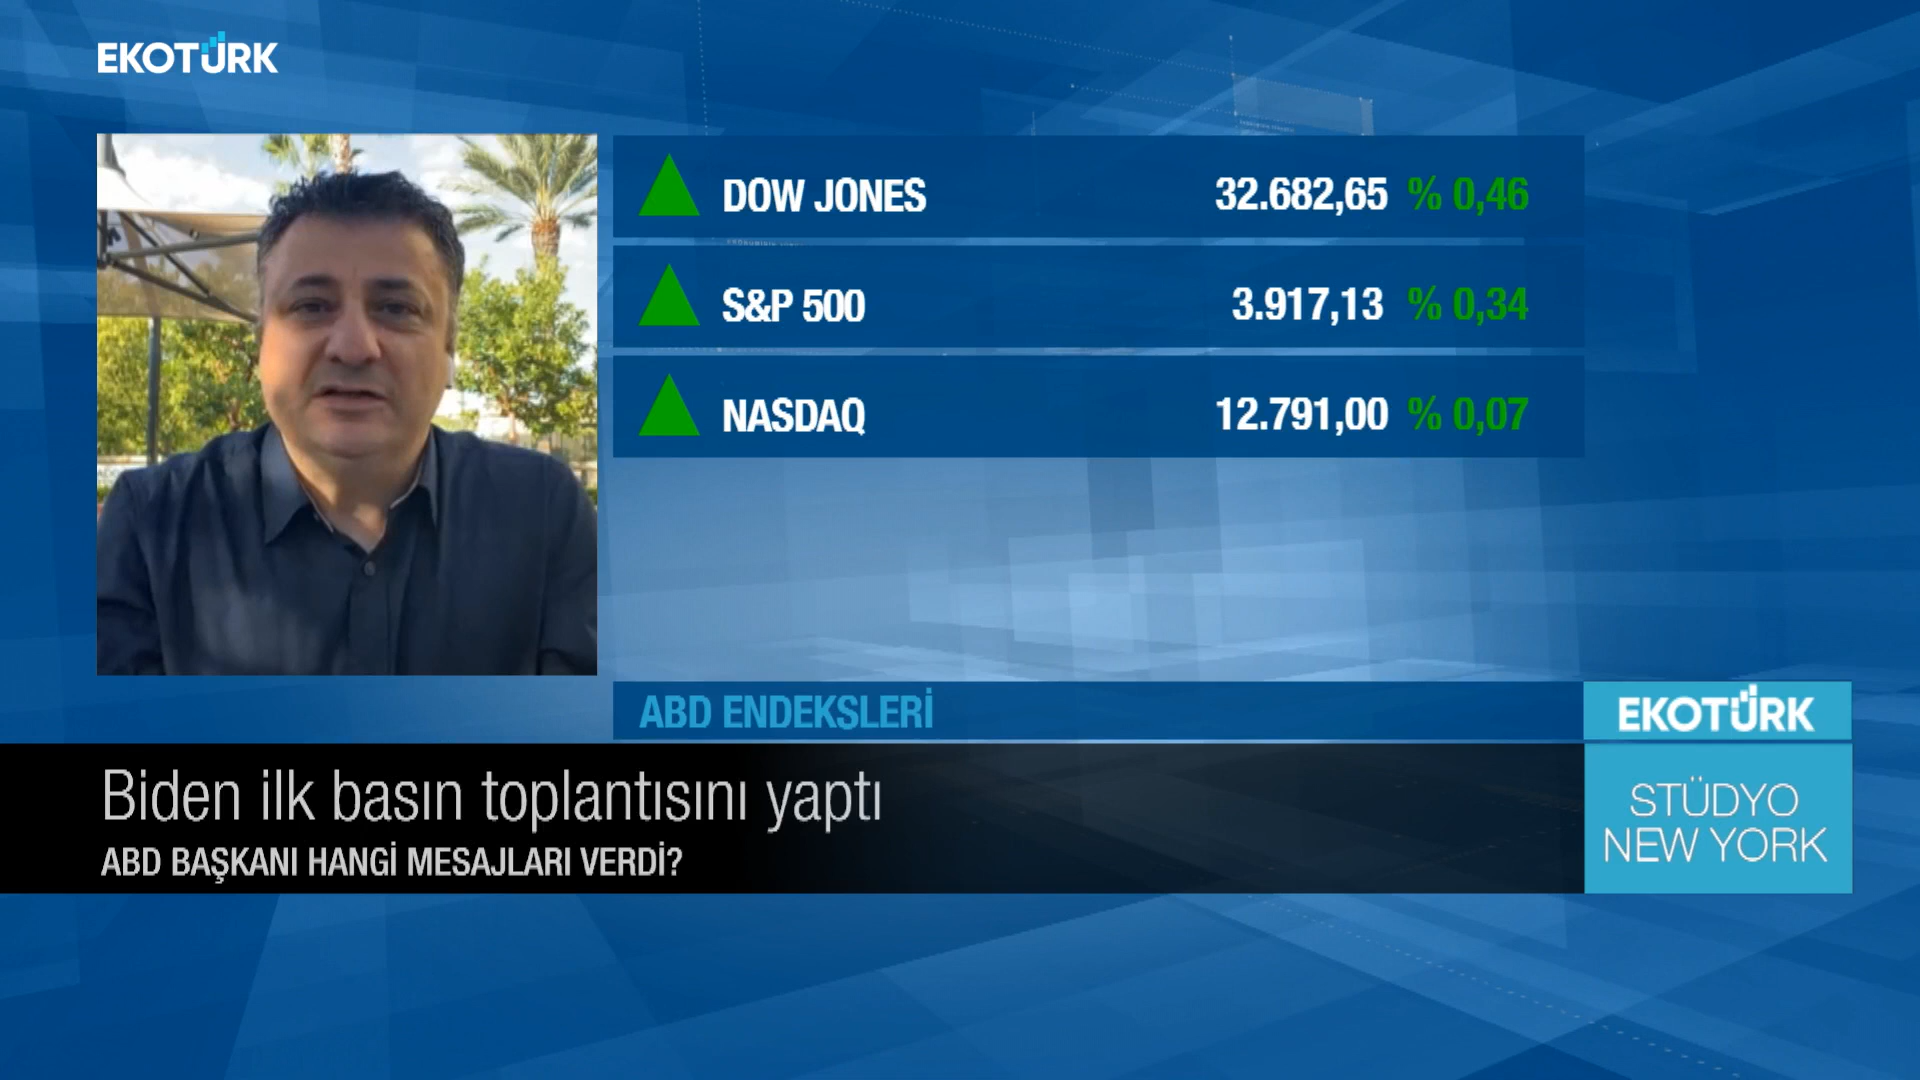 EKOTÜRK
DOW JONES 32.682,65 % 0,46
S&P 500 3.917,13 % 0,34
NASDAQ 12.791,00 % 0,07
ABD ENDEKSLERİ
EKOTÜRK
Biden ilk basın toplantısını yaptı
ABD BAŞKANI HANGİ MESAJLARI VERDİ?
STÜDYO
NEW YORK